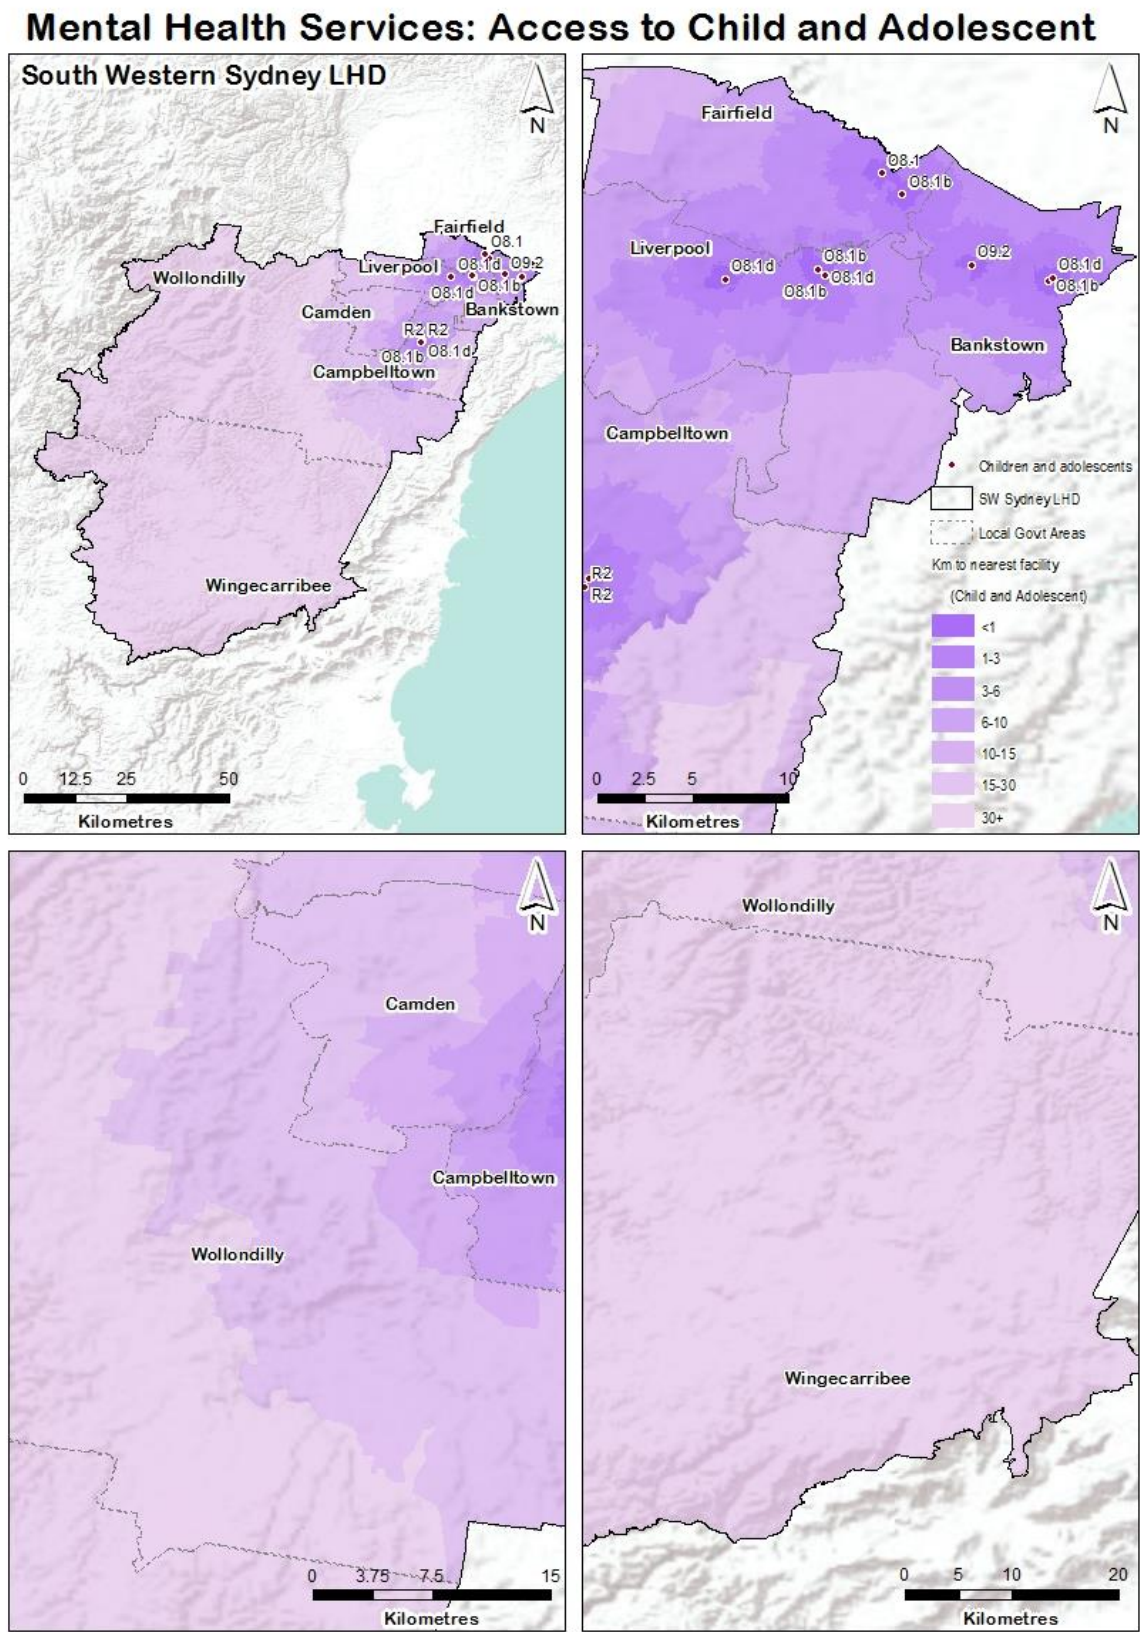 Mental Health Services: Access to Child and Adolescent
South Western Sydney LHD
N
Fairfield
O8.1
Wollondilly
Liverpool
O8.1d
O9.2
O8.1d
O8.1b
Camden
Bankstown
R2 R2
O8.1b
O8.1d
Campbelltown
Wingecarribee
0 12.5 25 50
Kilometres
N
Fairfield
O8.1
O8.1b
Liverpool
O8.1b
O9.2
O8.1d
O8.1d
O8.1d
O8.1b
O8.1b
Bankstown
Campbelltown
Children and adolescents
SW Sydney LHD
Local Govt Areas
Km to nearest facility
(Child and Adolescent)
R2
R2
<1
1-3
3-6
6-10
10-15
15-30
30+
0 2.5 5 10
Kilometres
N
Camden
Campbelltown
Wollondilly
0 3.75 7.5 15
Kilometres
Wollondilly
N
Wingecarribee
0 5 10 20
Kilometres